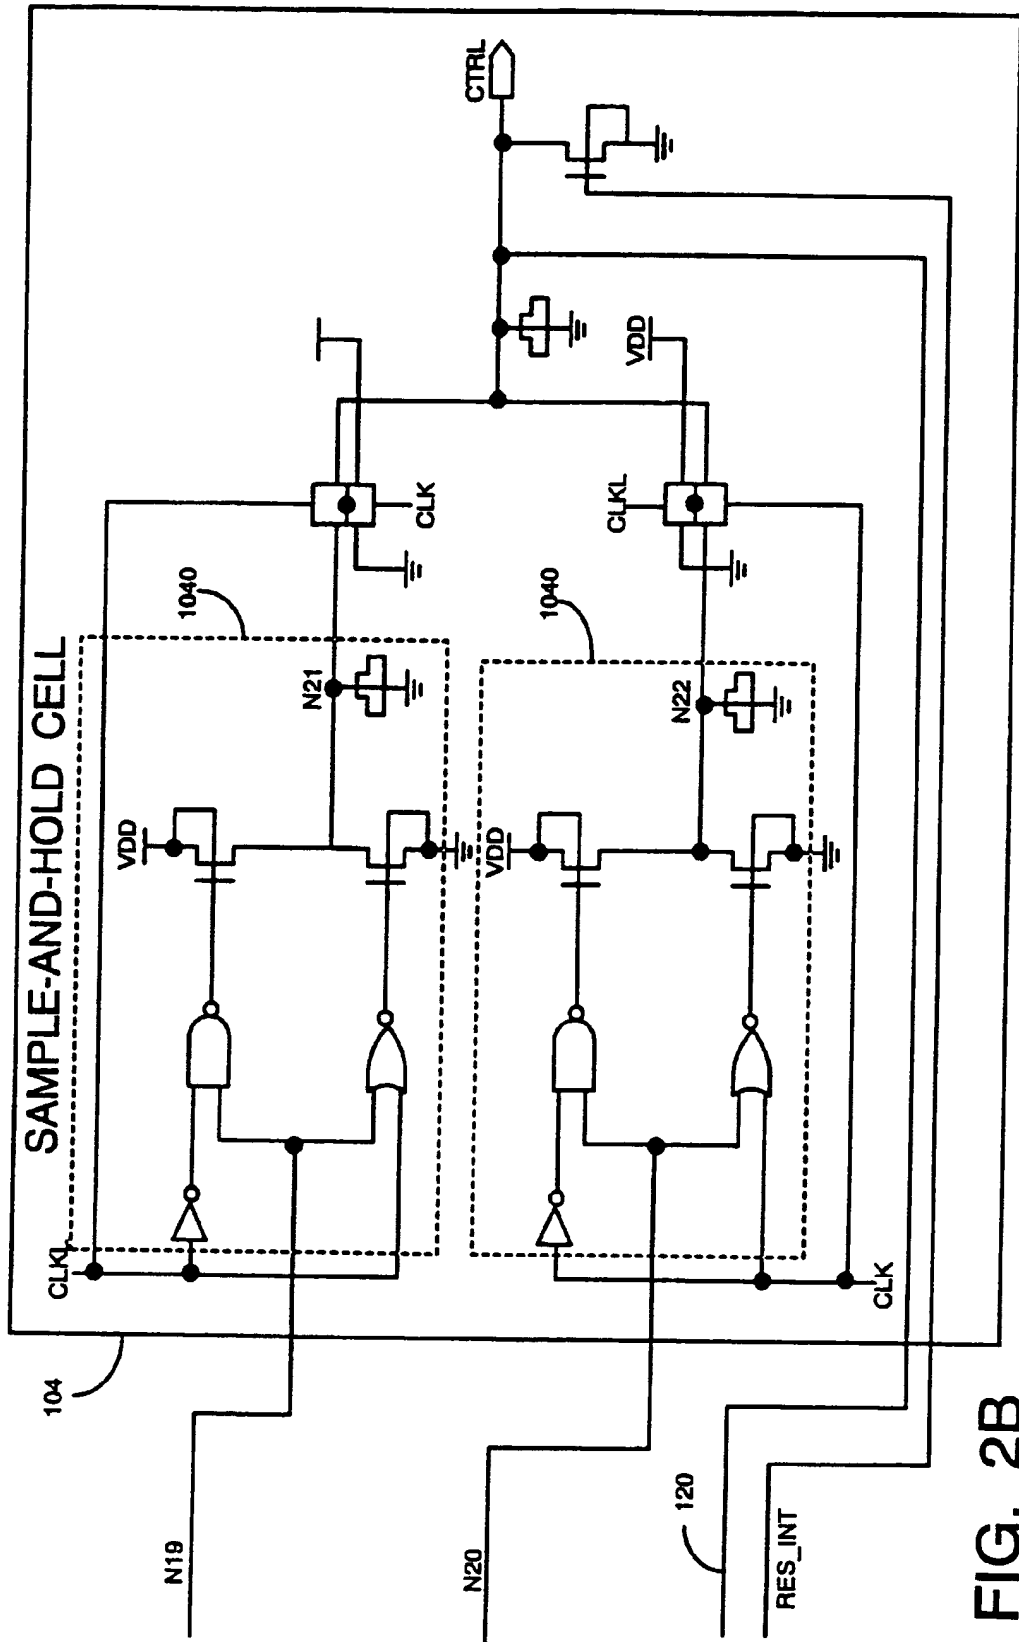 SAMPLE-AND-HOLD CELL
104
CLKL
1040
VDD
N21
CLK
CTRL
N19
1040
VDD
N22
CLKL
VDD
N20
CLK
120
RES_INT
FIG. 2B